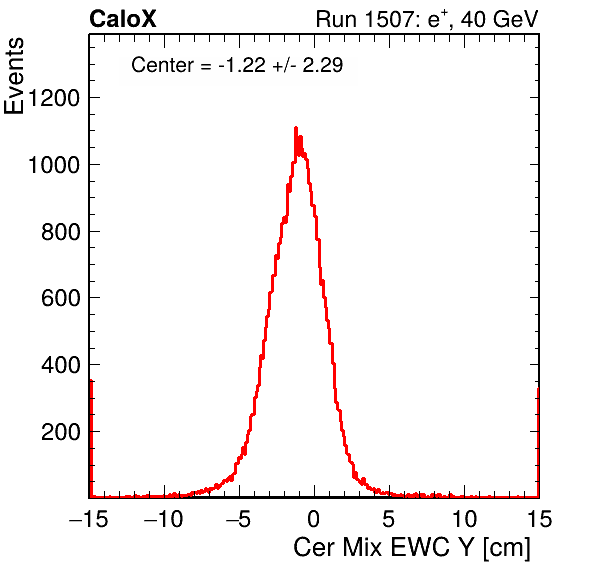 CaloX Run 1507: e⁺, 40 GeV
Events
Center = -1.22 +/- 2.29
1200
1000
800
600
400
200
−15 −10 −5 0 5 10 15
Cer Mix EWC Y [cm]